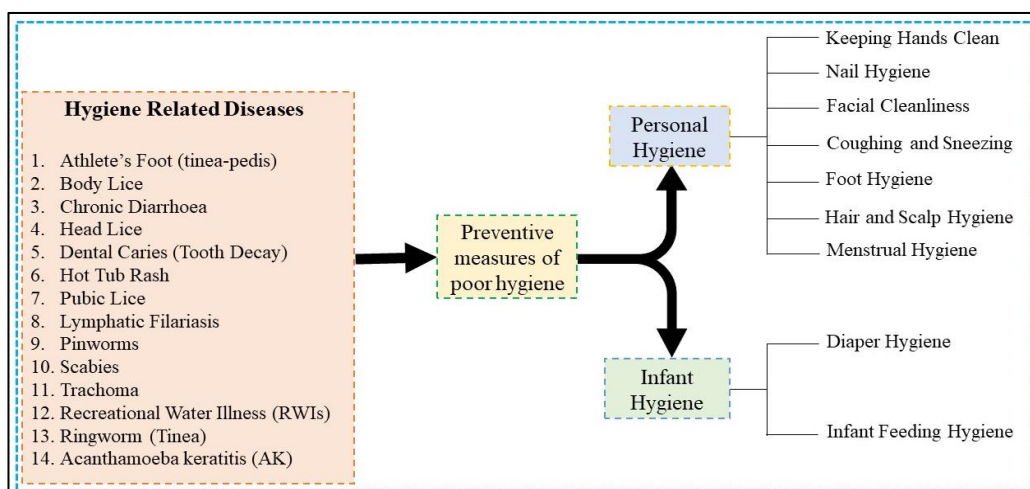 Hygiene Related Diseases
1. Athlete's Foot (tinea-pedis)
2. Body Lice
3. Chronic Diarrhoea
4. Head Lice
5. Dental Caries (Tooth Decay)
6. Hot Tub Rash
7. Pubic Lice
8. Lymphatic Filariasis
9. Pinworms
10. Scabies
11. Trachoma
12. Recreational Water Illness (RWIs)
13. Ringworm (Tinea)
14. Acanthamoeba keratitis (AK)
Preventive
measures of
poor hygiene
Personal
Hygiene
Keeping Hands Clean
Nail Hygiene
Facial Cleanliness
Coughing and Sneezing
Foot Hygiene
Hair and Scalp Hygiene
Menstrual Hygiene
Infant
Hygiene
Diaper Hygiene
Infant Feeding Hygiene